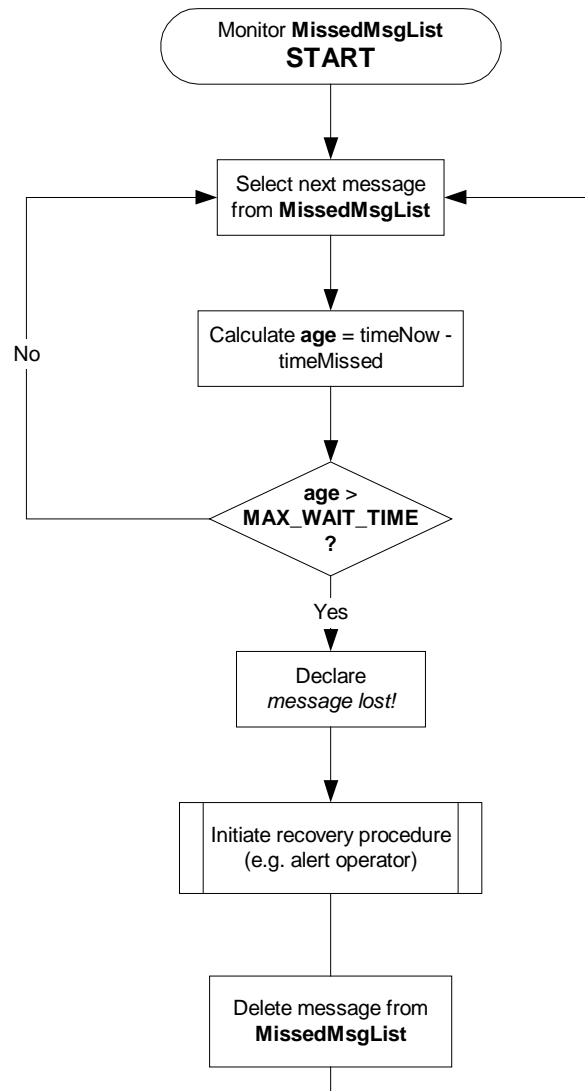 Monitor MissedMsgList
START
Select next message
from MissedMsgList
Calculate age = timeNow -
timeMissed
No
age >
MAX_WAIT_TIME
?
Yes
Declare
message lost!
Initiate recovery procedure
(e.g. alert operator)
Delete message from
MissedMsgList